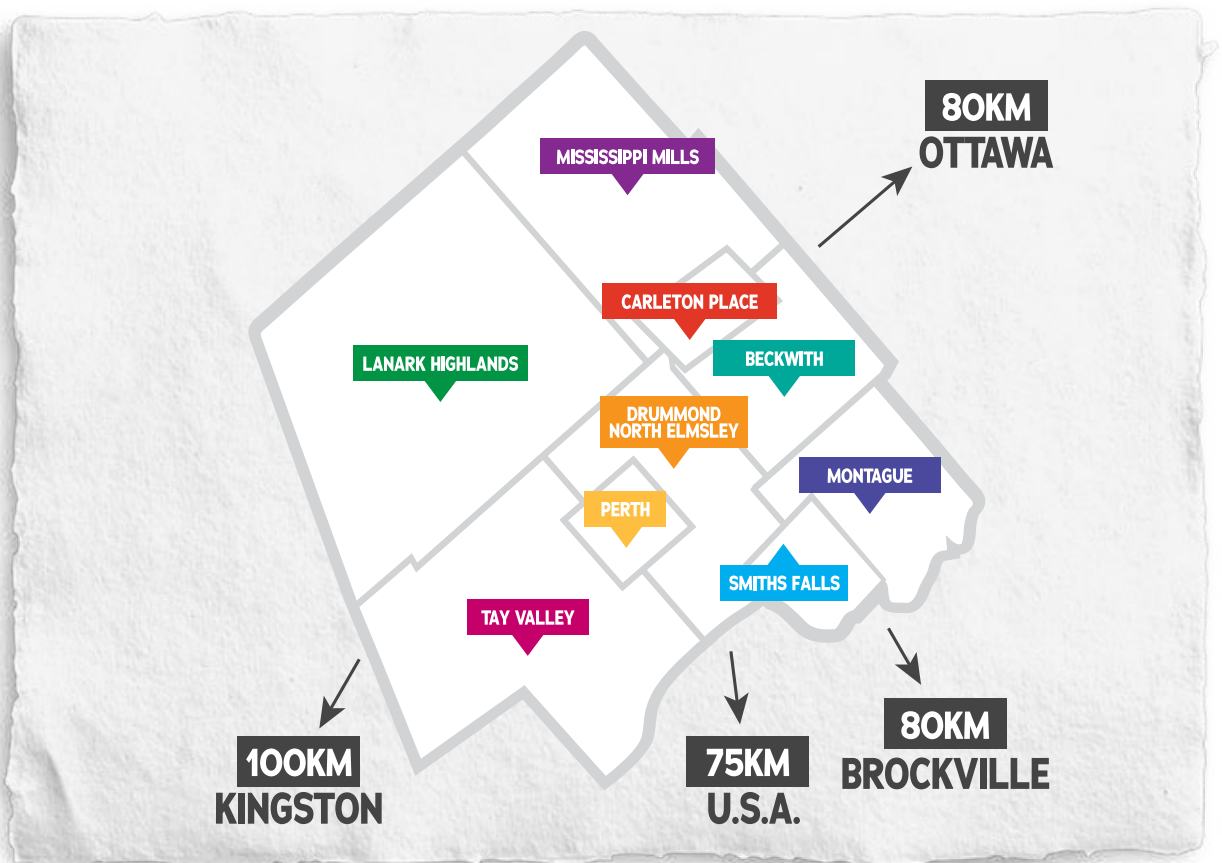 80KM
OTTAWA
MISSISSIPPI MILLS
CARLETON PLACE
LANARK HIGHLANDS
BECKWITH
DRUMMOND
NORTH ELMSLEY
MONTAGUE
PERTH
SMITHS FALLS
TAY VALLEY
100KM
KINGSTON
75KM
U.S.A.
80KM
BROCKVILLE